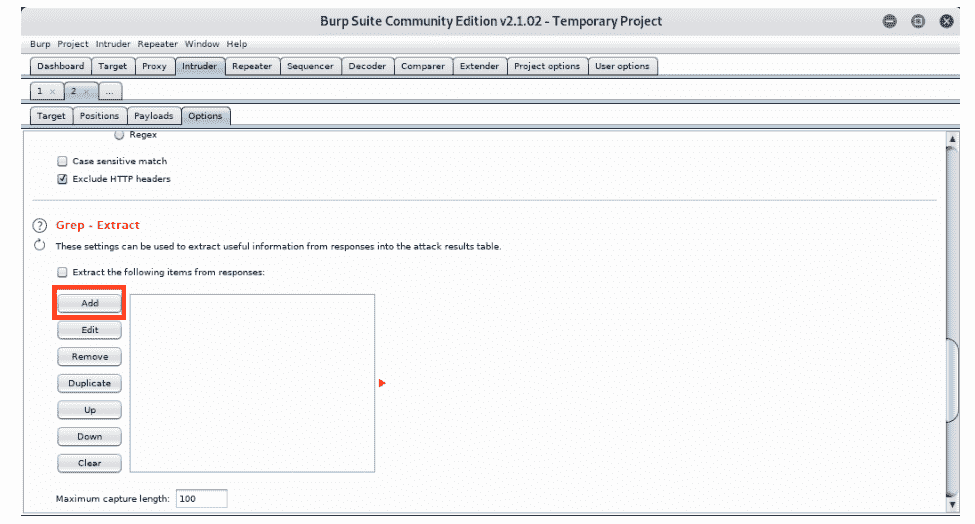 Burp Suite Community Edition v2.1.02 - Temporary Project
Burp Project Intruder Repeater Window Help
Dashboard Target Proxy Intruder Repeater Sequencer Decoder Comparer Extender Project options User options
1 × 2 × ...
Target Positions Payloads Options
Regex
Case sensitive match
Exclude HTTP headers
? Grep - Extract
These settings can be used to extract useful information from responses into the attack results table.
Extract the following items from responses:
Add
Edit
Remove
Duplicate
Up
Down
Clear
Maximum capture length: 100